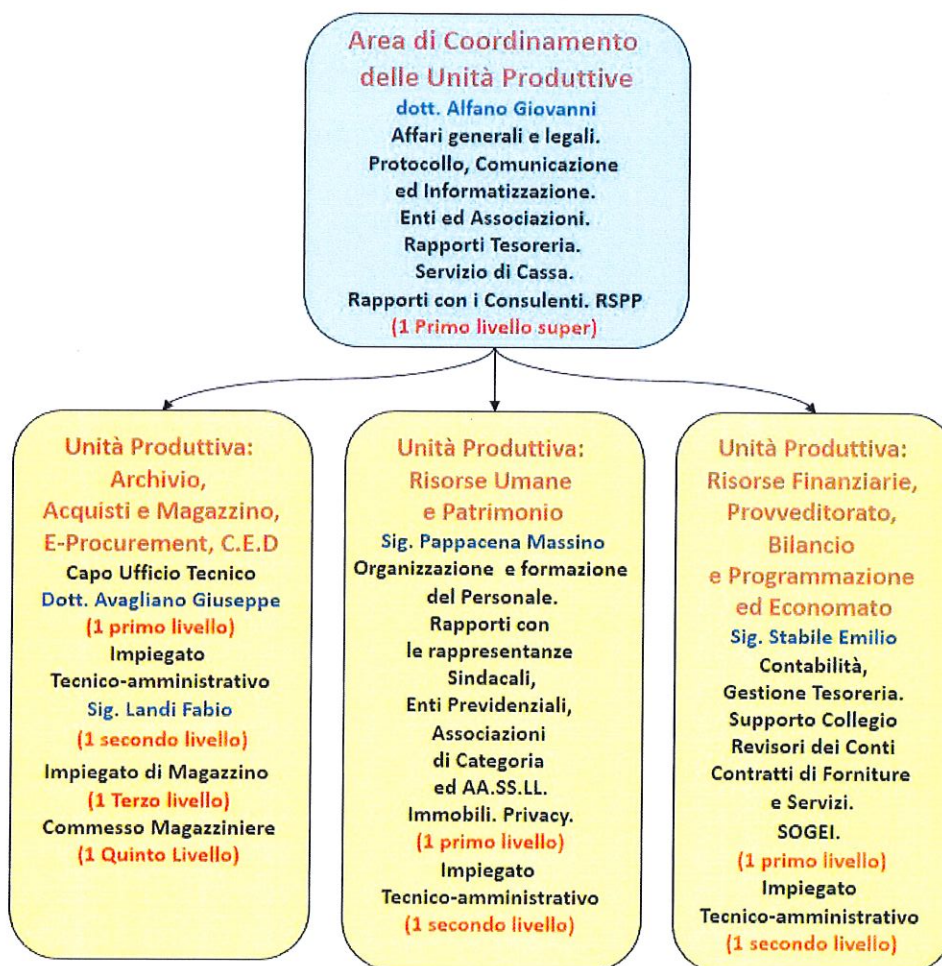 Area di Coordinamento
delle Unità Produttive
dott. Alfano Giovanni
Affari generali e legali.
Protocollo, Comunicazione
ed Informatizzazione.
Enti ed Associazioni.
Rapporti Tesoreria.
Servizio di Cassa.
Rapporti con i Consulenti. RSPP
(1 Primo livello super)
Unità Produttiva:
Archivio,
Acquisti e Magazzino,
E-Procurement, C.E.D
Capo Ufficio Tecnico
Dott. Avagliano Giuseppe
(1 primo livello)
Impiegato
Tecnico-amministrativo
Sig. Landi Fabio
(1 secondo livello)
Impiegato di Magazzino
(1 Terzo livello)
Commesso Magazziniere
(1 Quinto Livello)
Unità Produttiva:
Risorse Umane
e Patrimonio
Sig. Pappacena Massino
Organizzazione e formazione
del Personale.
Rapporti con
le rappresentanze
Sindacali,
Enti Previdenziali,
Associazioni
di Categoria
ed AA.SS.LL.
Immobili. Privacy.
(1 primo livello)
Impiegato
Tecnico-amministrativo
(1 secondo livello)
Unità Produttiva:
Risorse Finanziarie,
Provveditorato,
Bilancio
e Programmazione
ed Economato
Sig. Stabile Emilio
Contabilità,
Gestione Tesoreria.
Supporto Collegio
Revisori dei Conti
Contratti di Forniture
e Servizi.
SOGEI.
(1 primo livello)
Impiegato
Tecnico-amministrativo
(1 secondo livello)